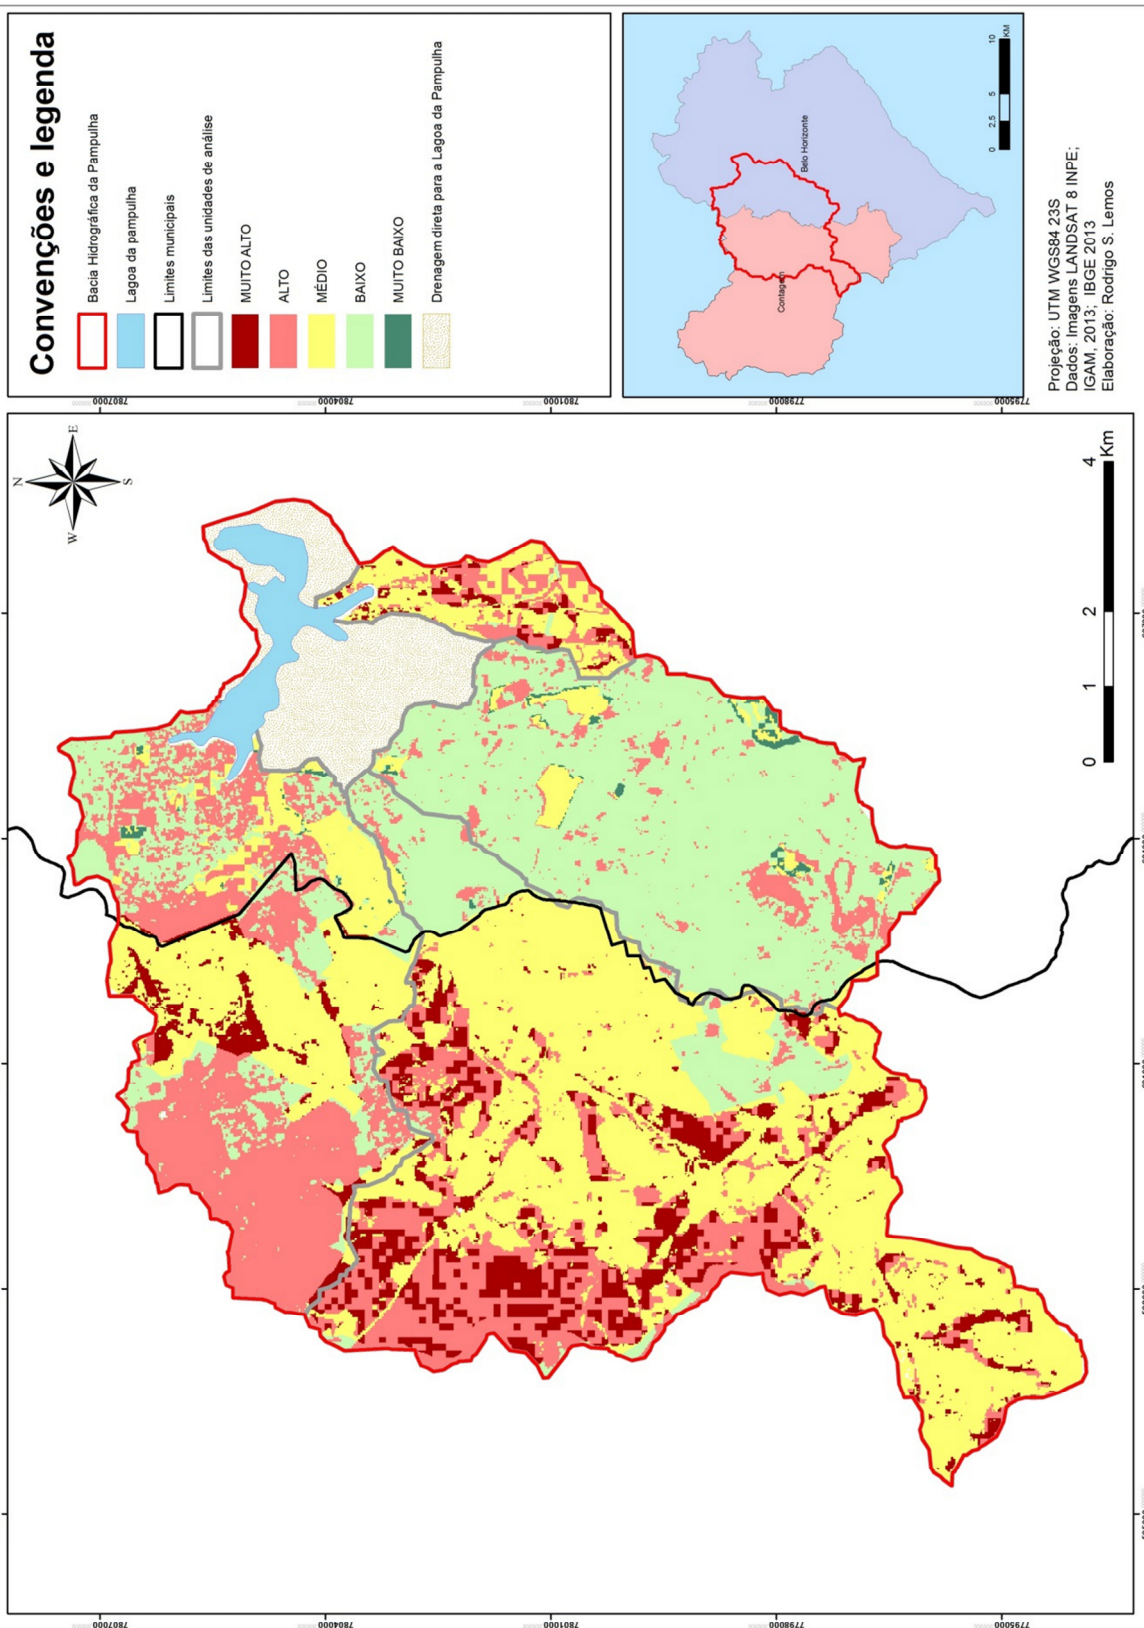 Convenções e legenda
Bacia Hidrográfica da Pampulha
Lagoa da pampulha
Limites municipais
Limites das unidades de análise
MUITO ALTO
ALTO
MÉDIO
BAIXO
MUITO BAIXO
Drenagem direta para a Lagoa da Pampulha
Contagem
Belo Horizonte
0 2,5 5 10
KM
Projeção: UTM WGS84 23S
Dados: Imagens LANDSAT 8 INPE;
IGAM, 2013; IBGE 2013
Elaboração: Rodrigo S. Lemos
N
W E
S
0 1 2 4
Km
7807000
7804000
7801000
7798000
7795000
7807000
7804000
7801000
7798000
7795000